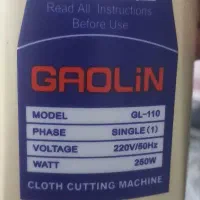 Read All Instructions
Before Use
GAOLiN
MODEL GL-110
PHASE SINGLE (1)
VOLTAGE 220V/50Hz
WATT 250W
CLOTH CUTTING MACHINE